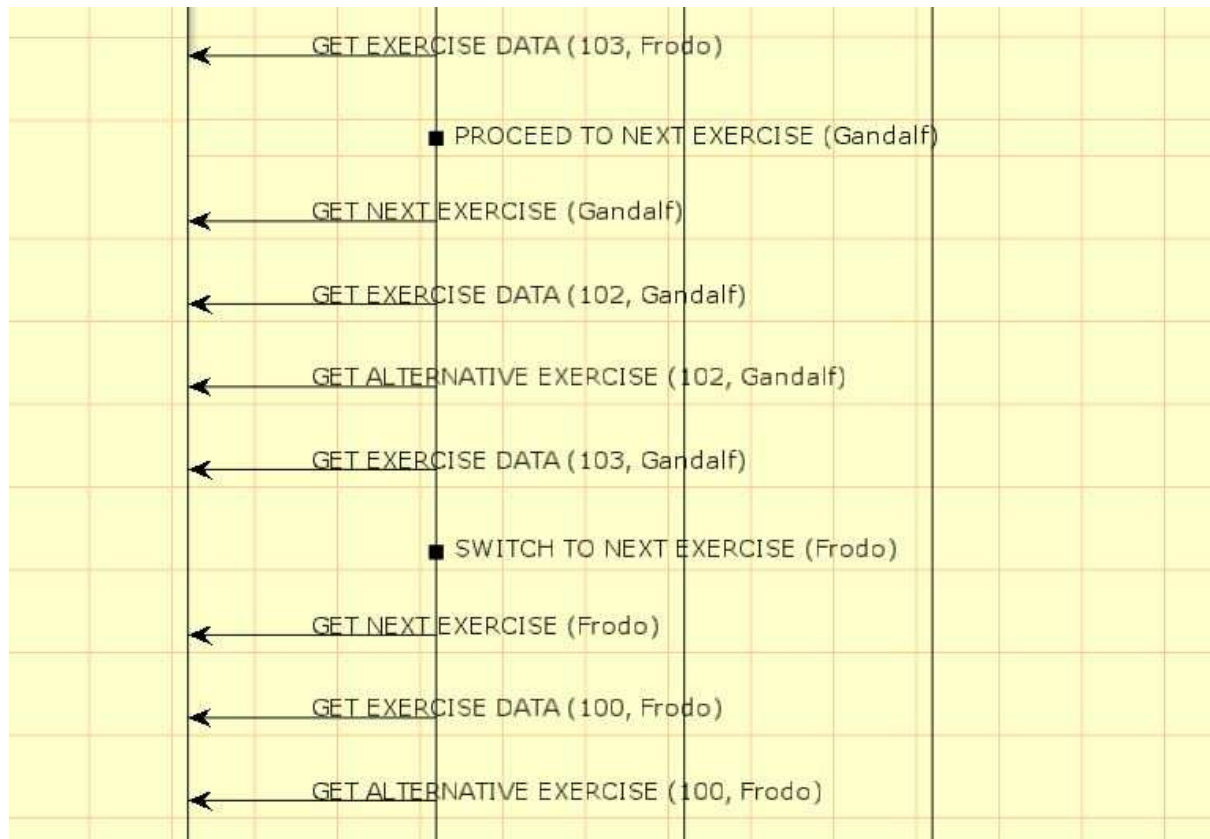 GET EXERCISE DATA (103, Frodo)
PROCEED TO NEXT EXERCISE (Gandalf)
GET NEXT EXERCISE (Gandalf)
GET EXERCISE DATA (102, Gandalf)
GET ALTERNATIVE EXERCISE (102, Gandalf)
GET EXERCISE DATA (103, Gandalf)
SWITCH TO NEXT EXERCISE (Frodo)
GET NEXT EXERCISE (Frodo)
GET EXERCISE DATA (100, Frodo)
GET ALTERNATIVE EXERCISE (100, Frodo)